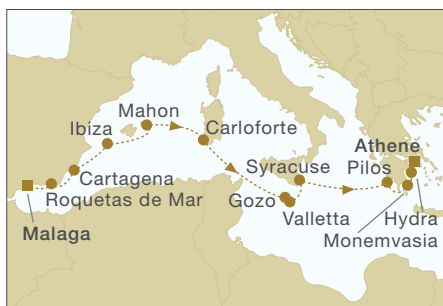 Mahon
Ibiza
Carloforte
Athene
Syracuse
Pilos
Cartagena
Roquetas de Mar
Gozo
Valletta
Hydra
Malaga
Monemvasia